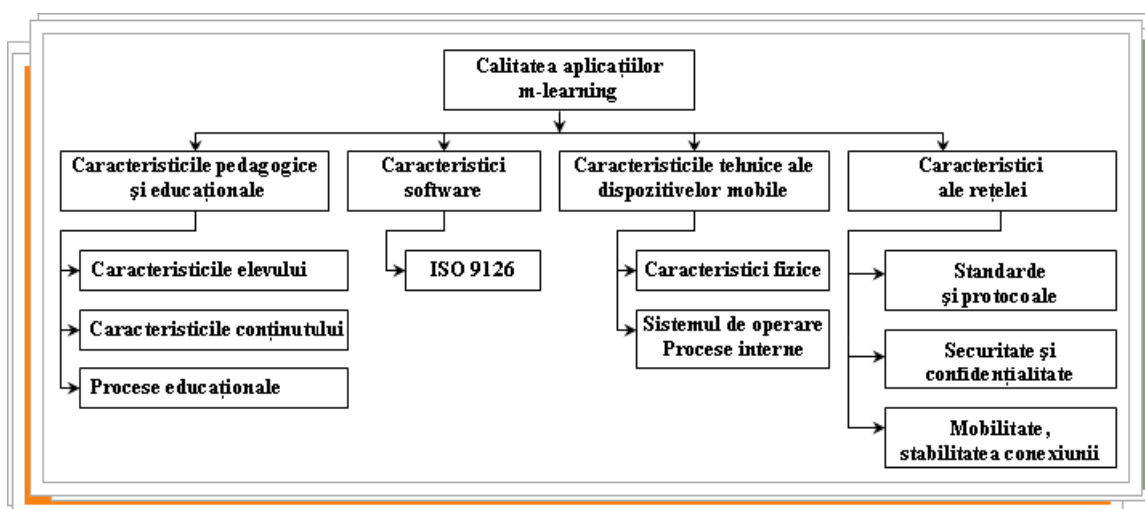 Calitatea aplicațiilor
m-learning
Caracteristicile pedagogice
și educaționale
Caracteristici
software
Caracteristicile tehnice ale
dispozitivelor mobile
Caracteristici
ale rețelei
Caracteristicile elevului
Caracteristicile conținutului
Procese educaționale
ISO 9126
Caracteristici fizice
Sistemul de operare
Procese interne
Standarde
și protocoale
Securitate și
confidențialitate
Mobilitate,
stabilitatea conexiunii